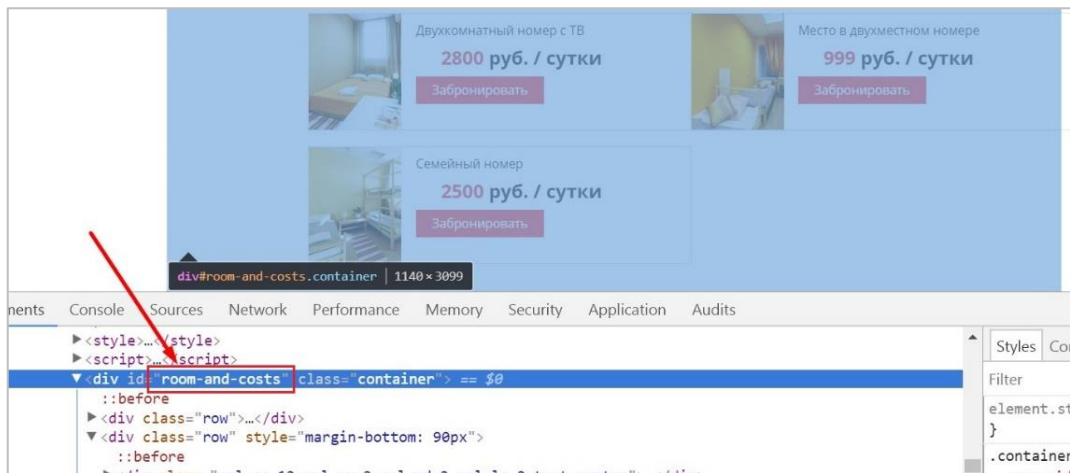 Двухкомнатный номер с ТВ
2800 руб. / сутки
Забронировать
Место в двухместном номере
999 руб. / сутки
Забронировать
Семейный номер
2500 руб. / сутки
Забронировать
div#room-and-costs.container | 1140 × 3099
ments Console Sources Network Performance Memory Security Application Audits
▶<style>…</style>
▶<script>…</script>
▼<div id="room-and-costs" class="container"> == $0
::before
▶<div class="row">…</div>
▼<div class="row" style="margin-bottom: 90px">
::before
Styles Co
Filter
element.st
}
.container